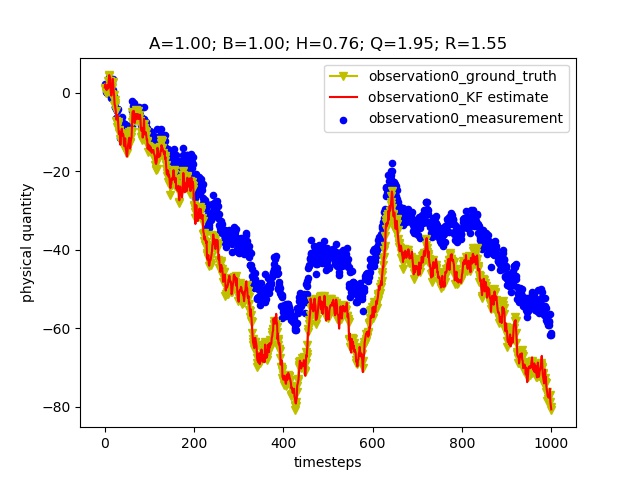 A=1.00; B=1.00; H=0.76; Q=1.95; R=1.55
observation0_ground_truth
observation0_KF estimate
observation0_measurement
physical quantity
0
−20
−40
−60
−80
0 200 400 600 800 1000
timesteps